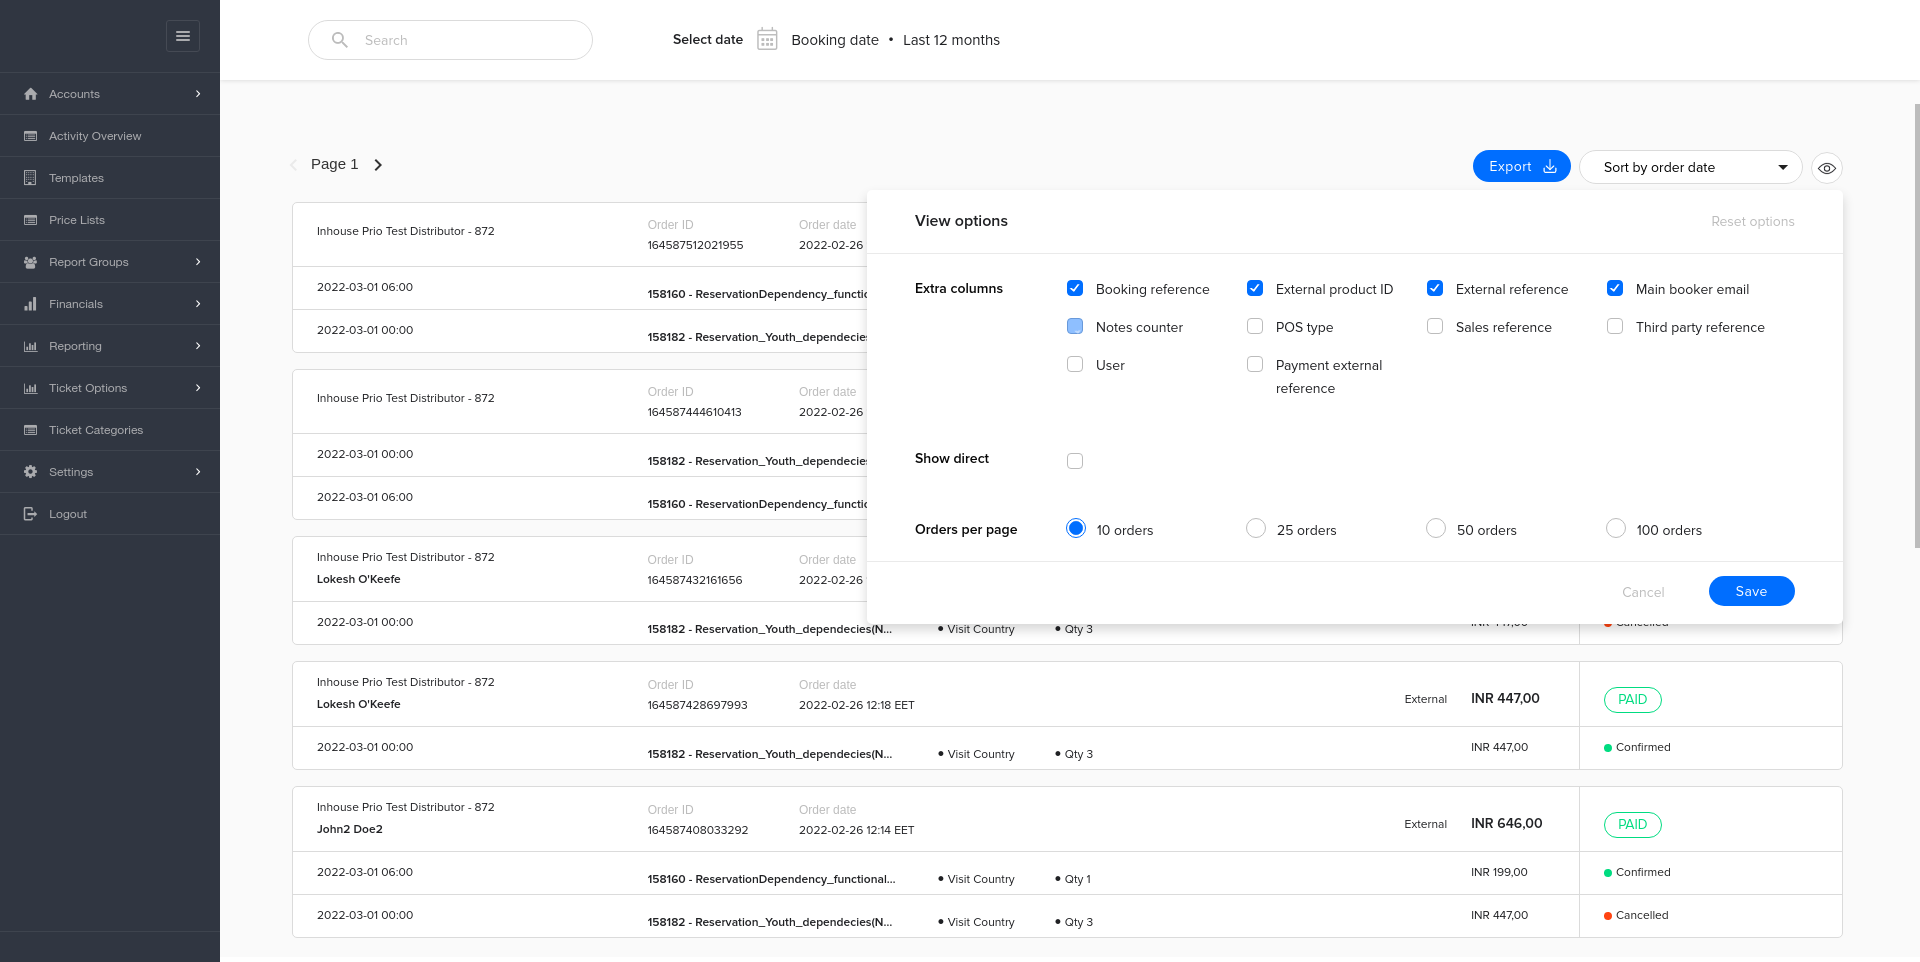 Search
Select date
Booking date • Last 12 months
Accounts
Activity Overview
Templates
Price Lists
Report Groups
Financials
Reporting
Ticket Options
Ticket Categories
Settings
Logout
Page 1
Export
Sort by order date
View options
Reset options
Extra columns
Booking reference
External product ID
External reference
Main booker email
Notes counter
POS type
Sales reference
Third party reference
User
Payment external
reference
Show direct
Orders per page
10 orders
25 orders
50 orders
100 orders
Cancel
Save
Inhouse Prio Test Distributor - 872
Order ID
164587512021955
Order date
2022-02-26
2022-03-01 06:00
158160 - ReservationDependency_functio
2022-03-01 00:00
158182 - Reservation_Youth_dependecies
Inhouse Prio Test Distributor - 872
Order ID
164587444610413
Order date
2022-02-26
2022-03-01 00:00
158182 - Reservation_Youth_dependecies
2022-03-01 06:00
158160 - ReservationDependency_functio
Inhouse Prio Test Distributor - 872
Lokesh O'Keefe
Order ID
164587432161656
Order date
2022-02-26
2022-03-01 00:00
158182 - Reservation_Youth_dependecies(N...
• Visit Country
• Qty 3
INR 447,00
Cancelled
Inhouse Prio Test Distributor - 872
Lokesh O'Keefe
Order ID
164587428697993
Order date
2022-02-26 12:18 EET
External
INR 447,00
PAID
2022-03-01 00:00
158182 - Reservation_Youth_dependecies(N...
• Visit Country
• Qty 3
INR 447,00
Confirmed
Inhouse Prio Test Distributor - 872
John2 Doe2
Order ID
164587408033292
Order date
2022-02-26 12:14 EET
External
INR 646,00
PAID
2022-03-01 06:00
158160 - ReservationDependency_functional...
• Visit Country
• Qty 1
INR 199,00
Confirmed
2022-03-01 00:00
158182 - Reservation_Youth_dependecies(N...
• Visit Country
• Qty 3
INR 447,00
Cancelled